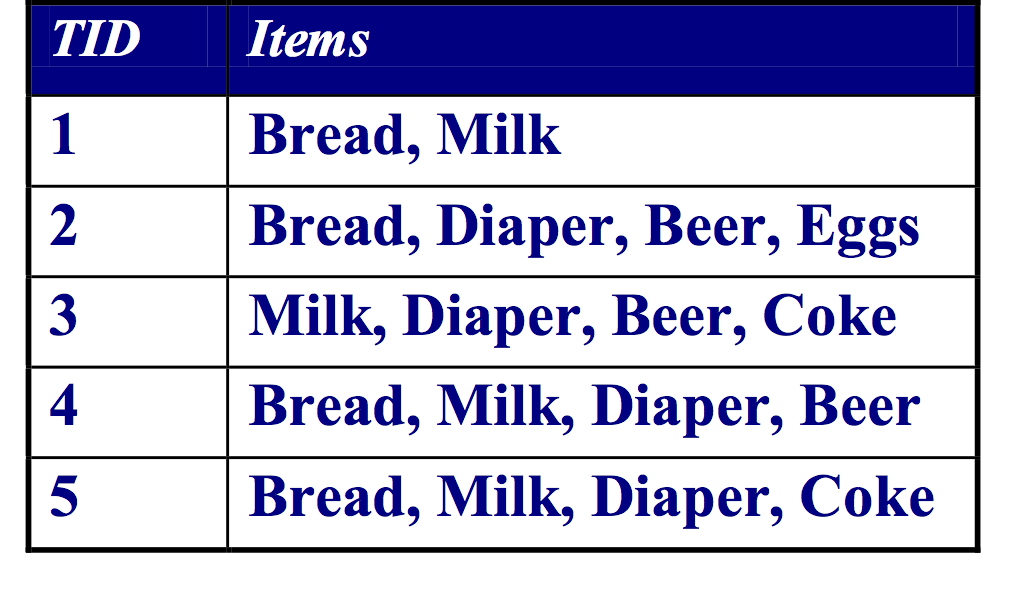 TID Items
1 Bread, Milk
2 Bread, Diaper, Beer, Eggs
3 Milk, Diaper, Beer, Coke
4 Bread, Milk, Diaper, Beer
5 Bread, Milk, Diaper, Coke